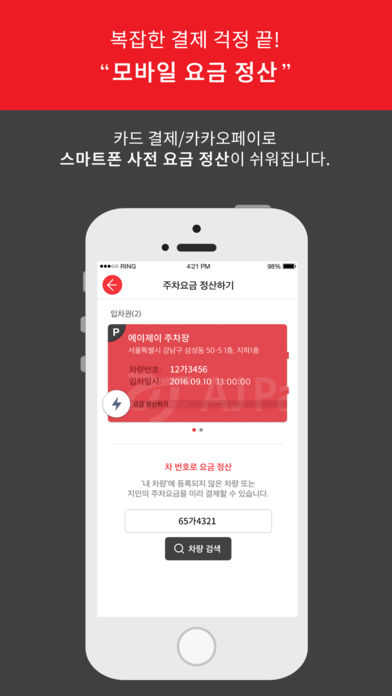 복잡한 결제 걱정 끝!
“모바일 요금 정산”
카드 결제/카카오페이로
스마트폰 사전 요금 정산이 쉬워집니다.
RING 4:21 PM 98%
주차요금 정산하기
입차권(2)
P
에이제이 주차장
서울특별시 강남구 삼성동 50-5 1층, 지하1층
차량번호: 12가3456
입차일시: 2016.09.10 13:00:00
AJPa
요금 정산하기
차 번호로 요금 정산
'내 차량'에 등록되지 않은 차량 또는
지인의 주차요금을 미리 결제할 수 있습니다.
65가4321
차량 검색